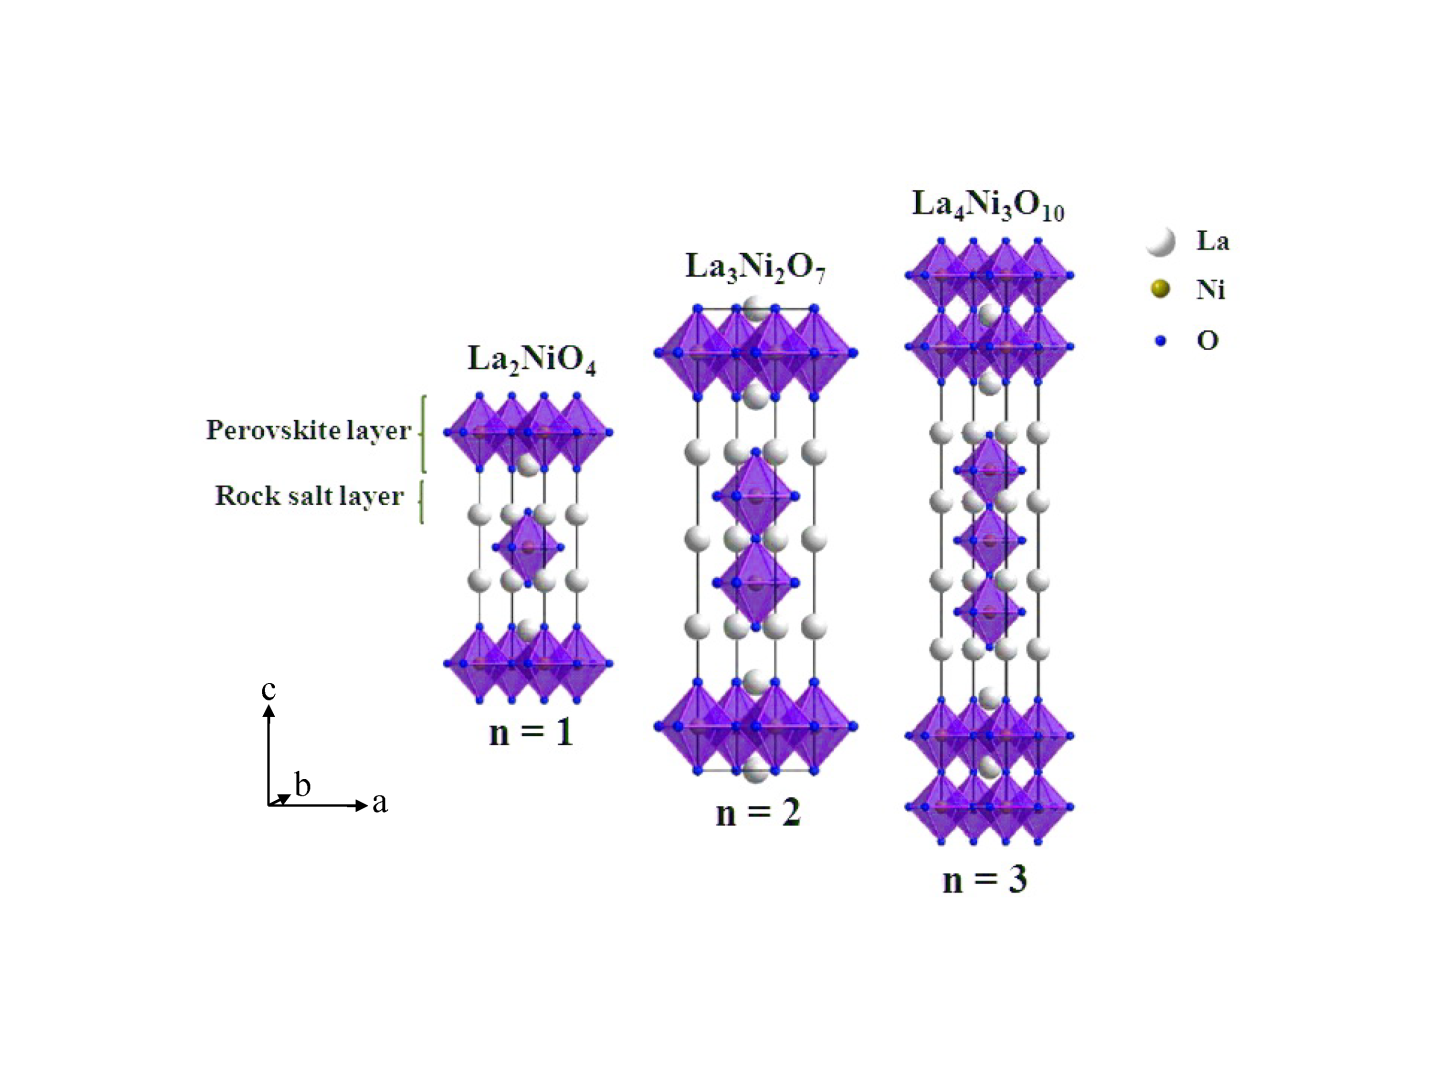 La₄Ni₃O₁₀
La
La₃Ni₂O₇
Ni
O
La₂NiO₄
Perovskite layer
Rock salt layer
c
n = 1
b
a
n = 2
n = 3